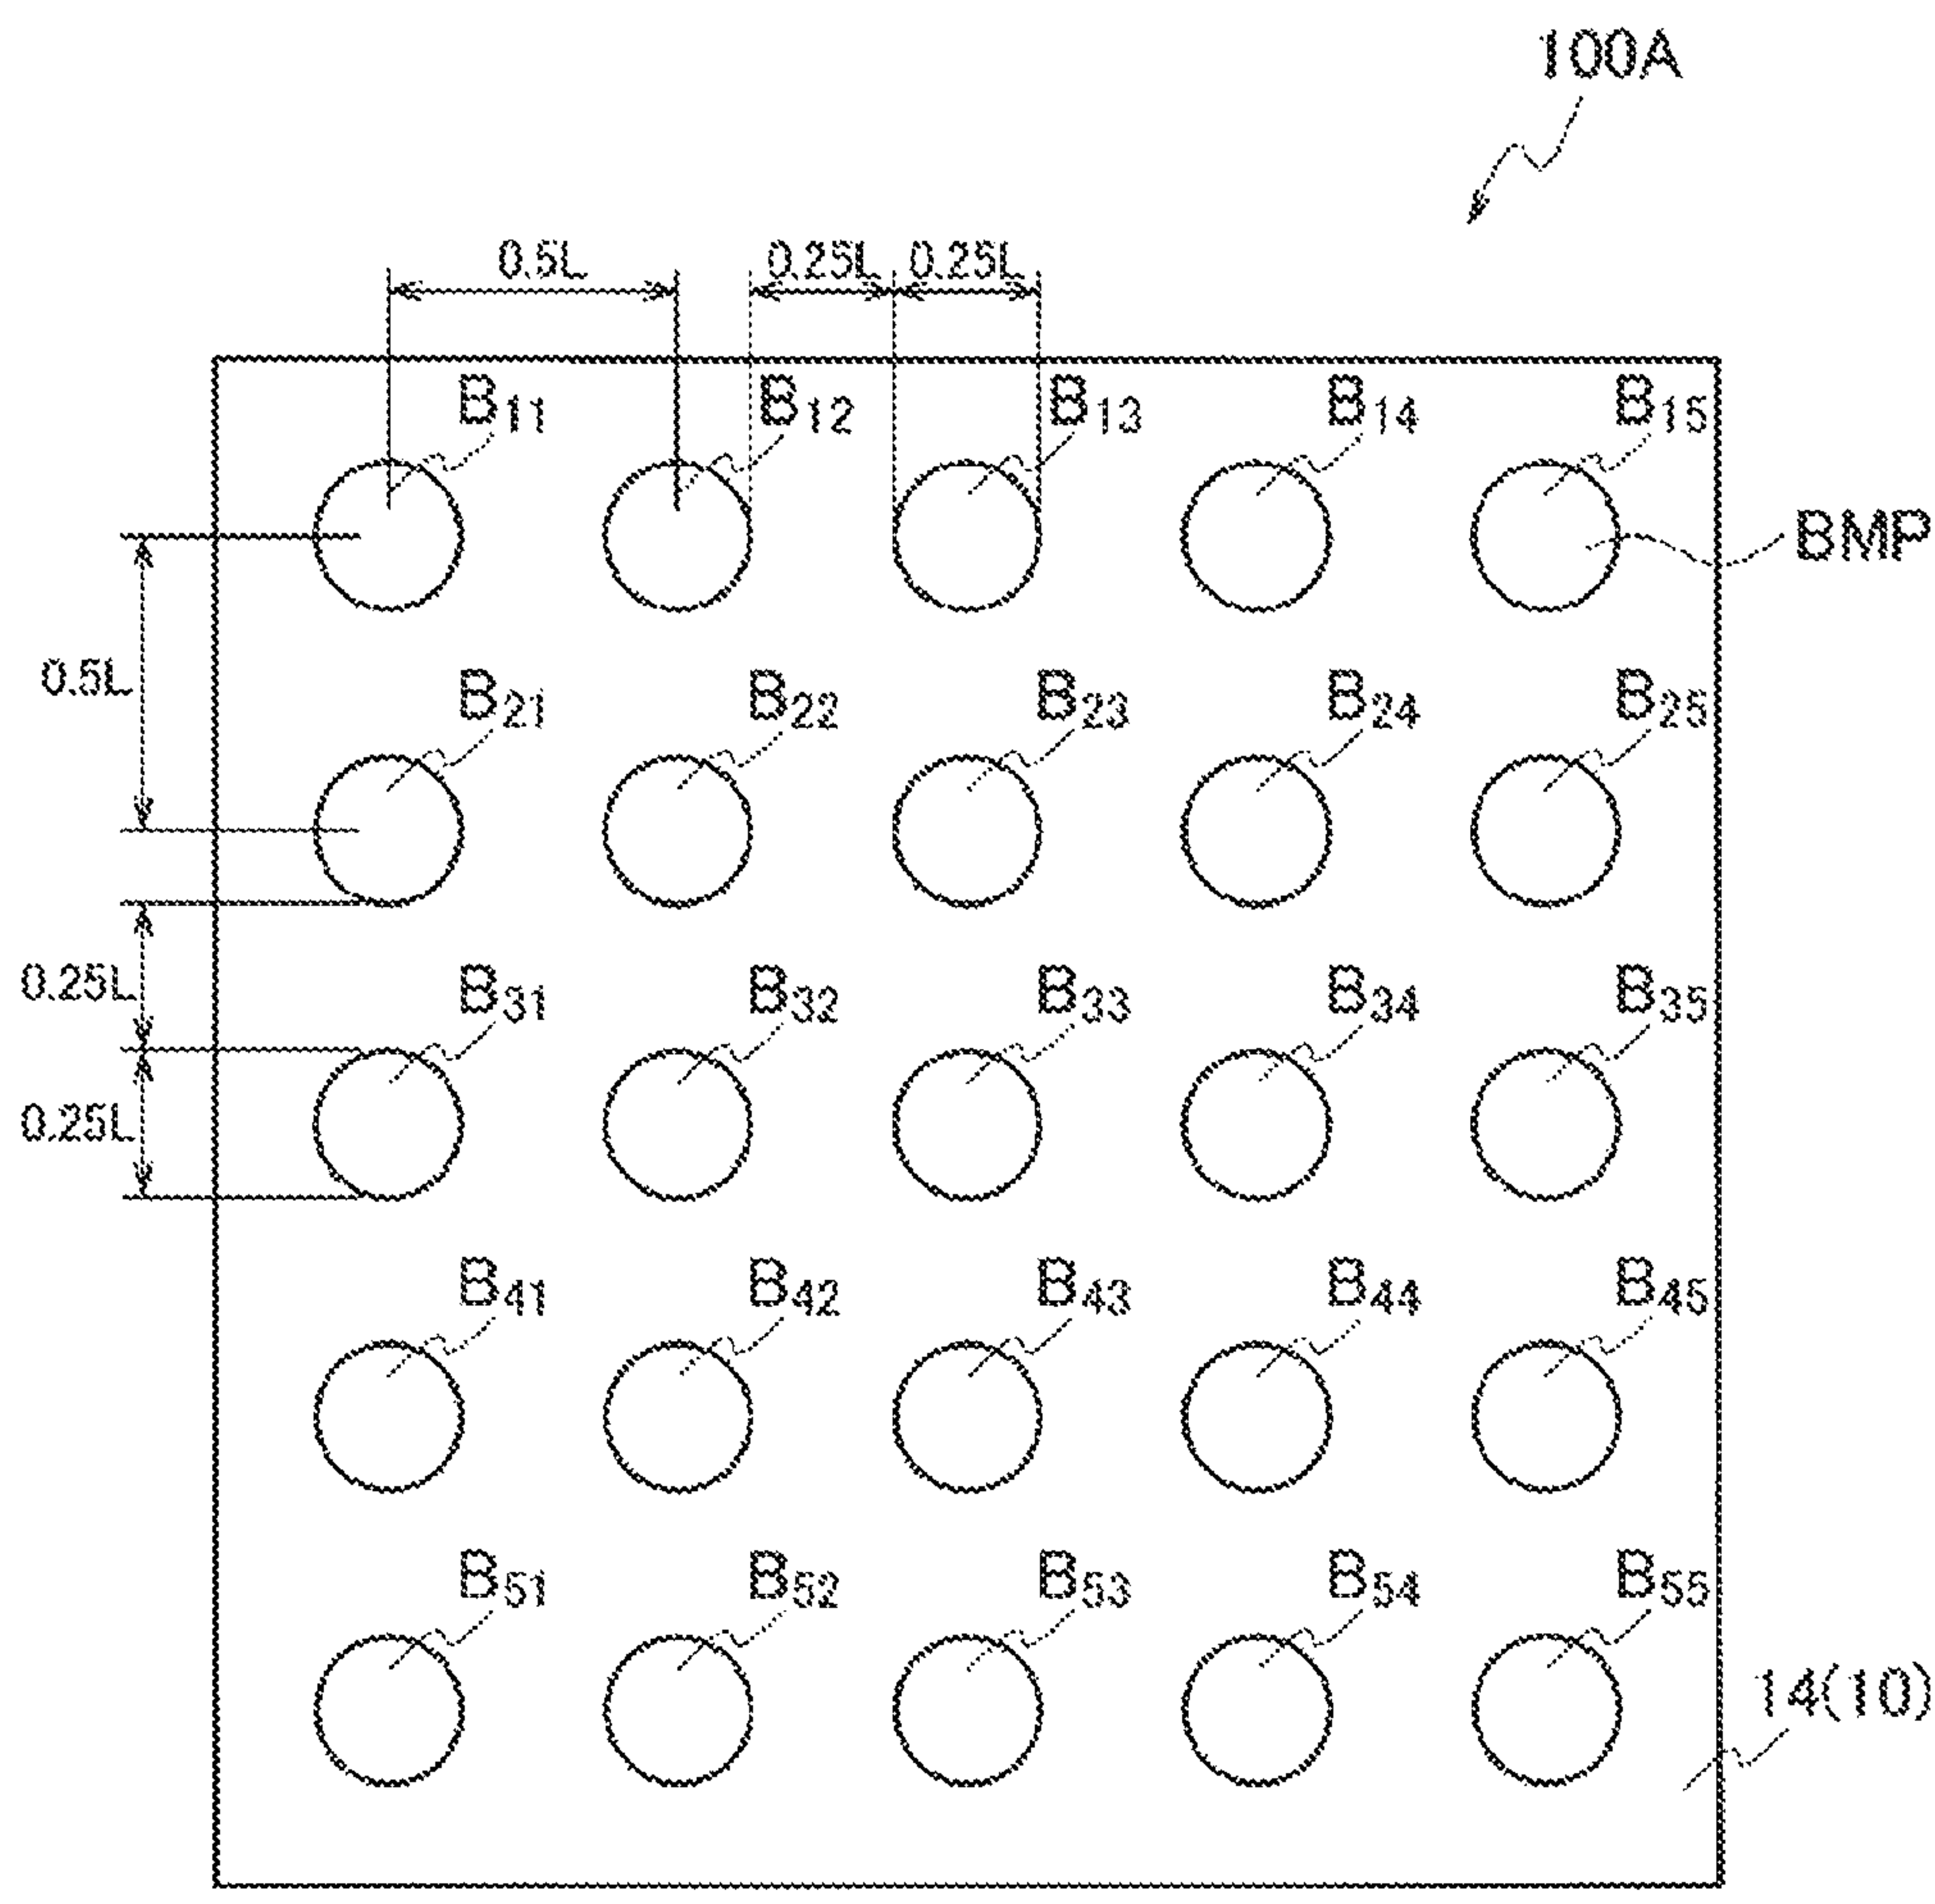 100A
0.5L 0.25L 0.25L
B11 B12 B13 B14 B15
BMP
0.5L
B21 B22 B23 B24 B25
0.25L
B31 B32 B33 B34 B35
0.25L
B41 B42 B43 B44 B45
B51 B52 B53 B54 B55
14(10)